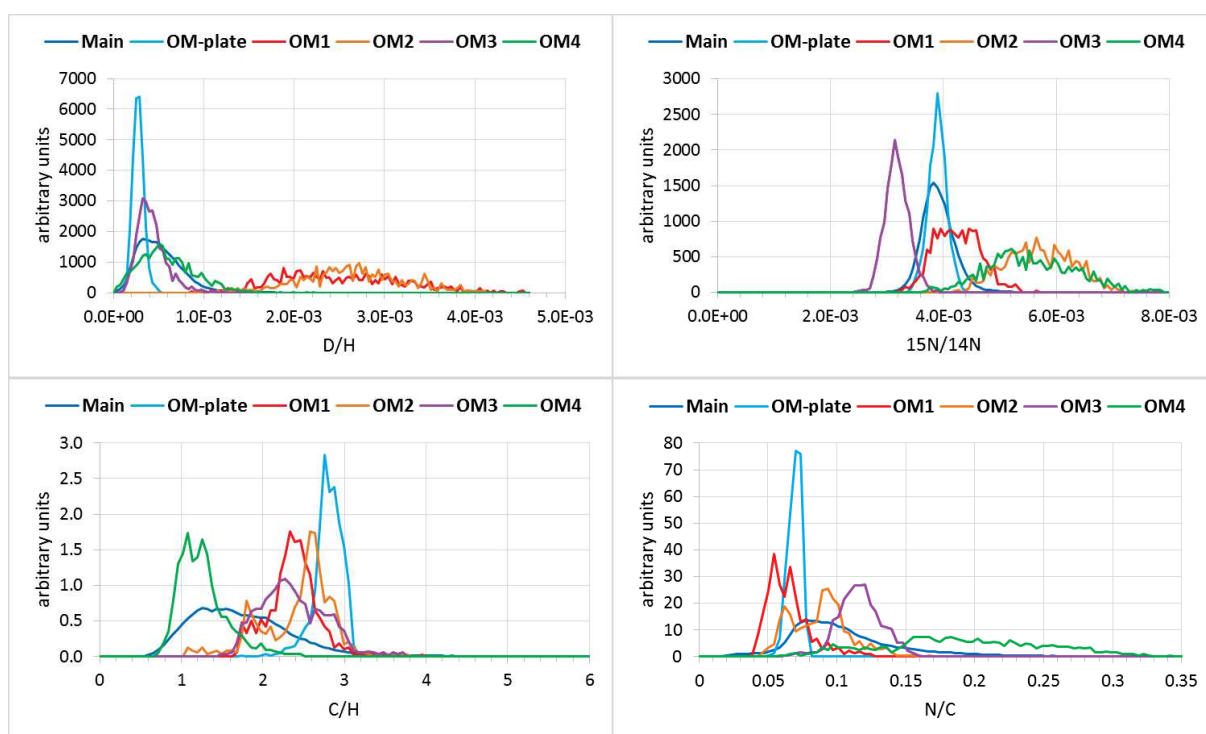 Main OM-plate OM1 OM2 OM3 OM4
7000
6000
5000
4000
3000
2000
1000
0
arbitrary units
0.0E+00 1.0E-03 2.0E-03 3.0E-03 4.0E-03 5.0E-03
D/H
Main OM-plate OM1 OM2 OM3 OM4
3000
2500
2000
1500
1000
500
0
arbitrary units
0.0E+00 2.0E-03 4.0E-03 6.0E-03 8.0E-03
15N/14N
Main OM-plate OM1 OM2 OM3 OM4
3.0
2.5
2.0
1.5
1.0
0.5
0.0
arbitrary units
0 1 2 3 4 5 6
C/H
Main OM-plate OM1 OM2 OM3 OM4
80
70
60
50
40
30
20
10
0
arbitrary units
0 0.05 0.1 0.15 0.2 0.25 0.3 0.35
N/C